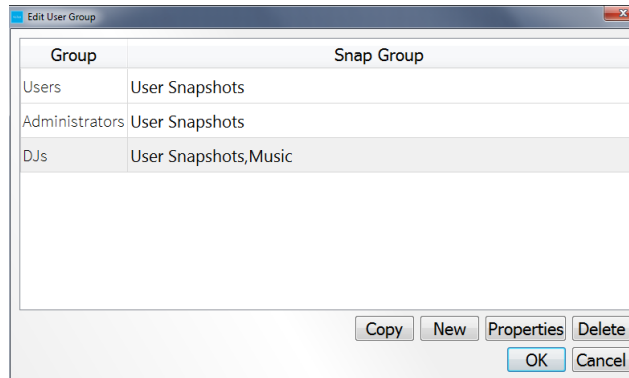 Edit User Group
Group Snap Group
Users User Snapshots
Administrators User Snapshots
DJs User Snapshots,Music
Copy New Properties Delete
OK Cancel